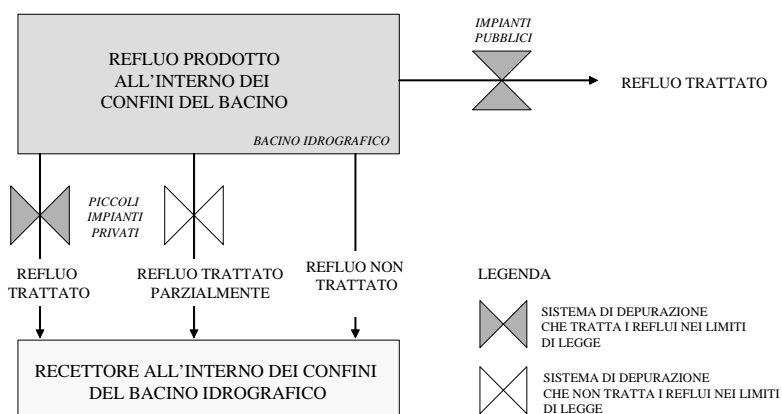 IMPIANTI
PUBBLICI
REFLUO PRODOTTO
ALL'INTERNO DEI
CONFINI DEL BACINO
BACINO IDROGRAFICO
REFLUO TRATTATO
PICCOLI
IMPIANTI
PRIVATI
REFLUO
TRATTATO
REFLUO TRATTATO
PARZIALMENTE
REFLUO NON
TRATTATO
RECETTORE ALL'INTERNO DEI CONFINI
DEL BACINO IDROGRAFICO
LEGENDA
SISTEMA DI DEPURAZIONE
CHE TRATTA I REFLUI NEI LIMITI
DI LEGGE
SISTEMA DI DEPURAZIONE
CHE NON TRATTA I REFLUI NEI LIMITI
DI LEGGE